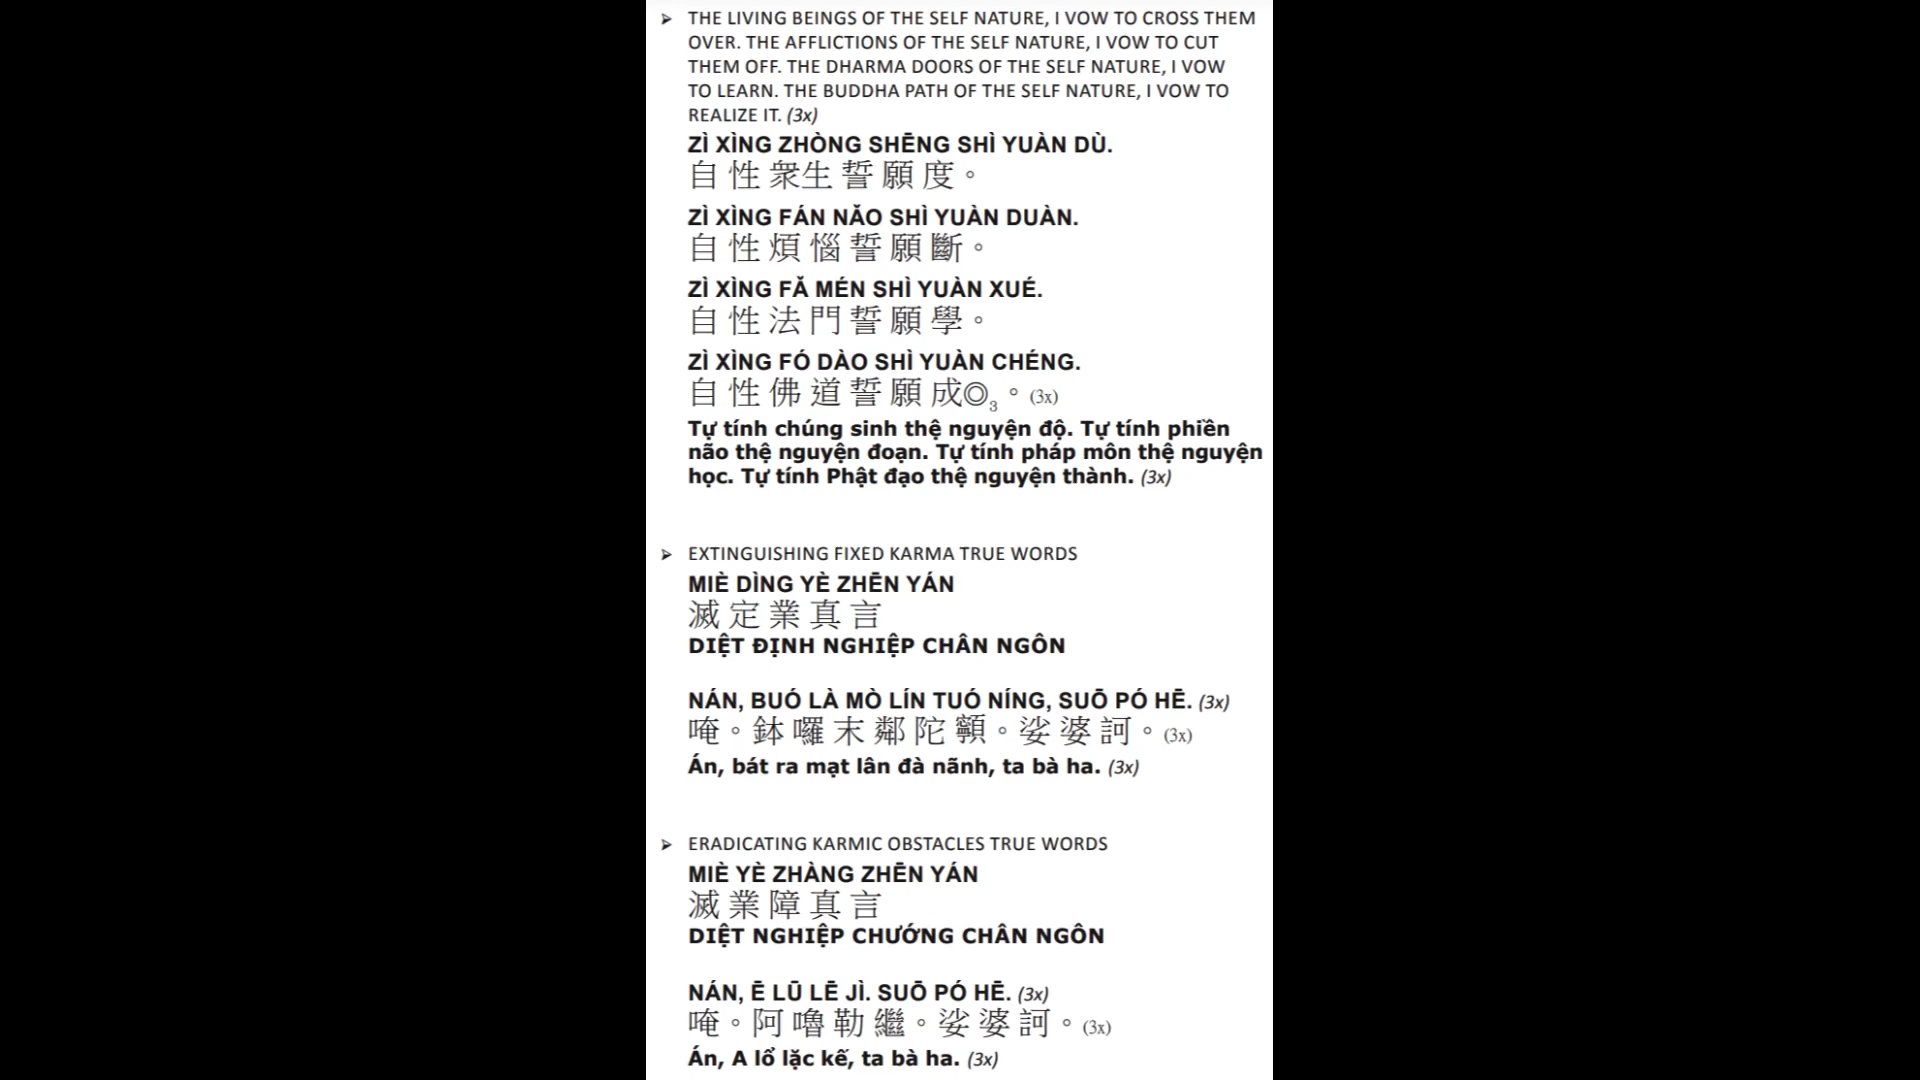 ➢ THE LIVING BEINGS OF THE SELF NATURE, I VOW TO CROSS THEM
OVER. THE AFFLICTIONS OF THE SELF NATURE, I VOW TO CUT
THEM OFF. THE DHARMA DOORS OF THE SELF NATURE, I VOW
TO LEARN. THE BUDDHA PATH OF THE SELF NATURE, I VOW TO
REALIZE IT. (3x)
ZÌ XÌNG ZHÒNG SHĒNG SHÌ YUÀN DÙ.
自性衆生誓願度。
ZÌ XÌNG FÁN NǍO SHÌ YUÀN DUÀN.
自性煩惱誓願斷。
ZÌ XÌNG FǍ MÉN SHÌ YUÀN XUÉ.
自性法門誓願學。
ZÌ XÌNG FÓ DÀO SHÌ YUÀN CHÉNG.
自性佛道誓願成◎3。(3x)
Tự tính chúng sinh thệ nguyện độ. Tự tính phiền
não thệ nguyện đoạn. Tự tính pháp môn thệ nguyện
học. Tự tính Phật đạo thệ nguyện thành. (3x)
➢ EXTINGUISHING FIXED KARMA TRUE WORDS
MIÈ DÌNG YÈ ZHĒN YÁN
滅定業真言
DIỆT ĐỊNH NGHIỆP CHÂN NGÔN
NÁN, BUÓ LÀ MÒ LÍN TUÓ NÍNG, SUŌ PÓ HĒ. (3x)
唵。鉢囉末鄰陀顐。娑婆訶。(3x)
Án, bát ra mạt lân đà nãnh, ta bà ha. (3x)
➢ ERADICATING KARMIC OBSTACLES TRUE WORDS
MIÈ YÈ ZHÀNG ZHĒN YÁN
滅業障真言
DIỆT NGHIỆP CHƯỚNG CHÂN NGÔN
NÁN, Ē LŪ LĒ JÌ. SUŌ PÓ HĒ. (3x)
唵。阿嚕勒繼。娑婆訶。(3x)
Án, A lổ lặc kế, ta bà ha. (3x)